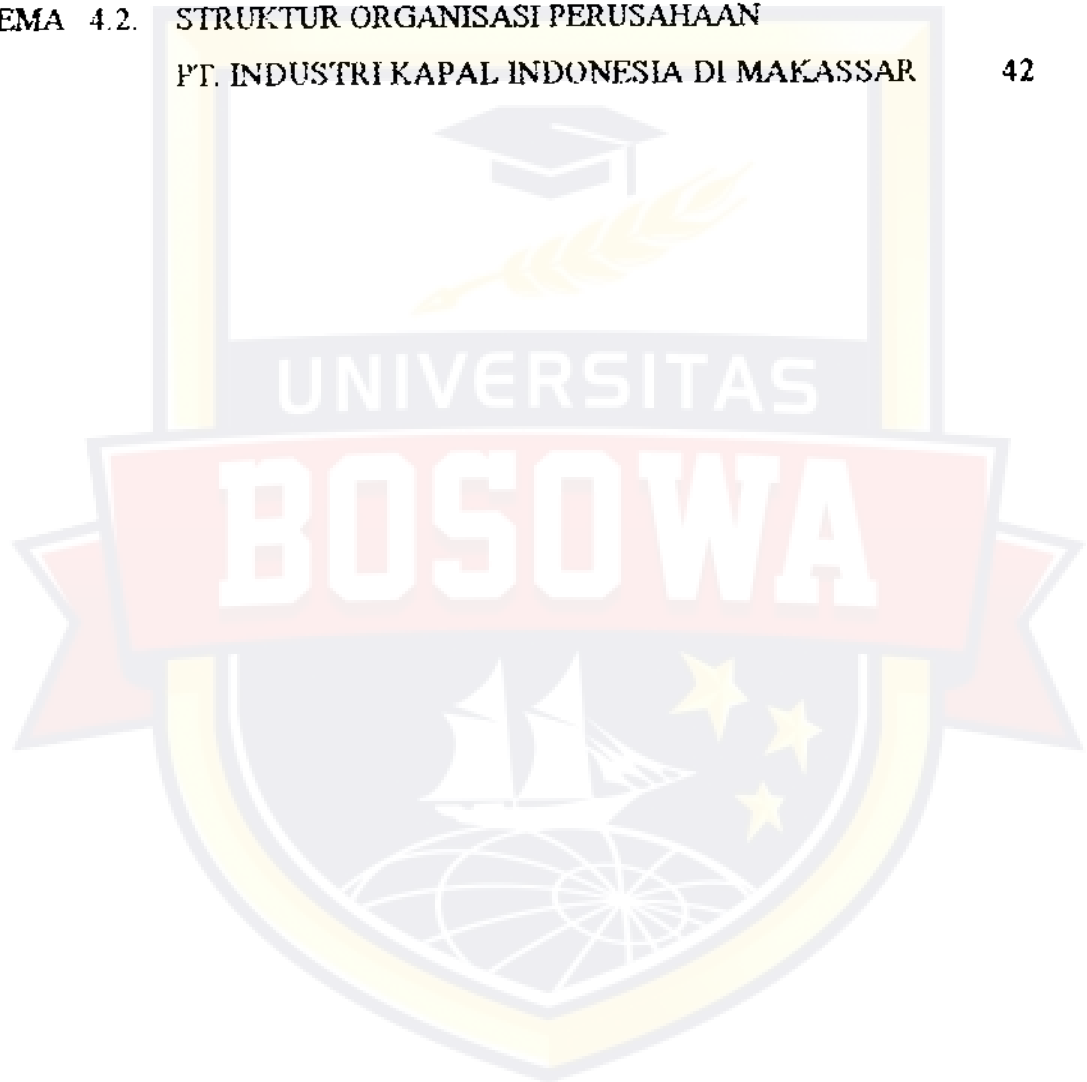 EMA 4.2. STRUKTUR ORGANISASI PERUSAHAAN
PT. INDUSTRI KAPAL INDONESIA DI MAKASSAR 42
UNIVERSITAS
BOSOWA